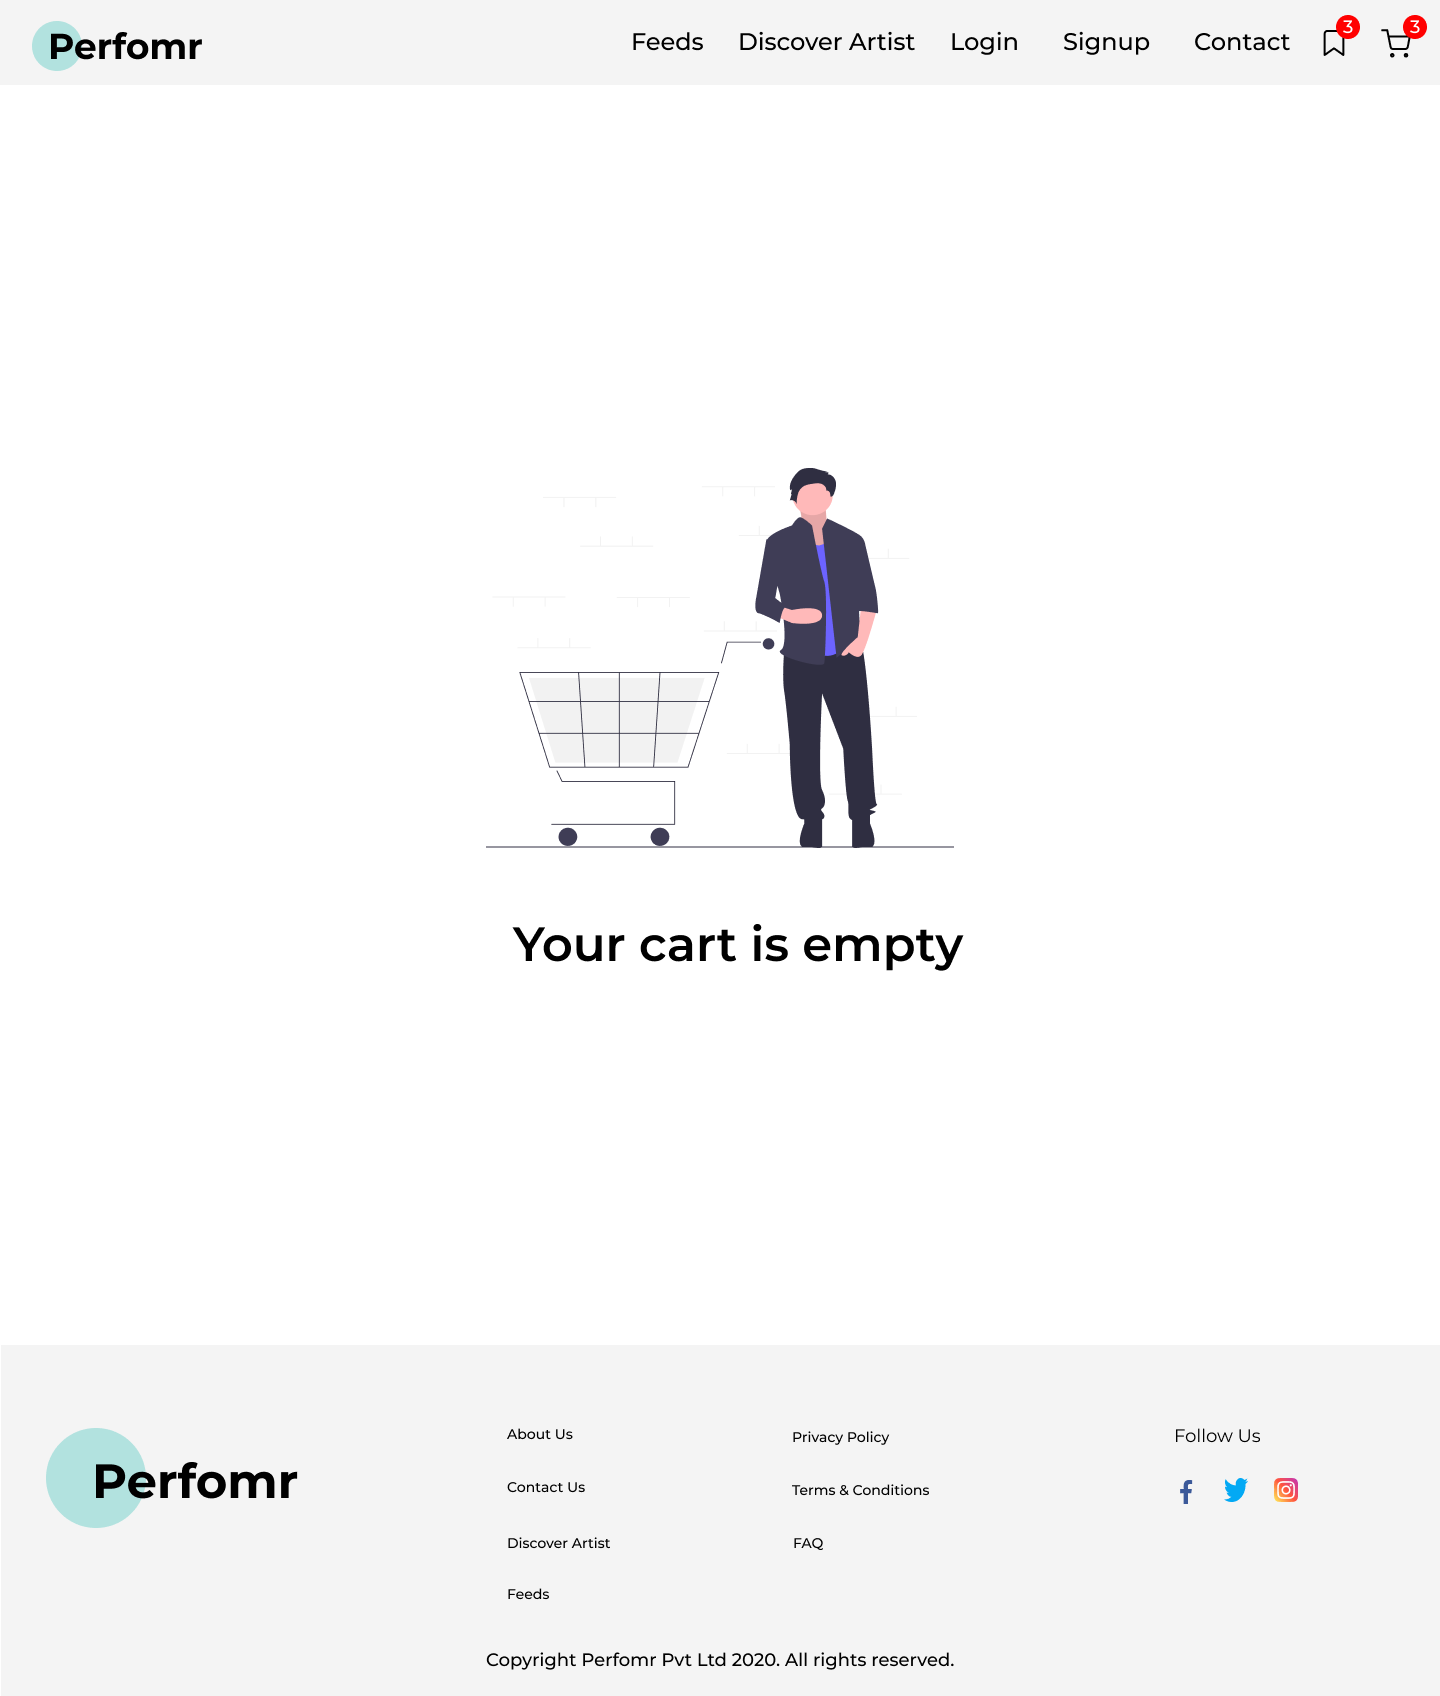 Perfomr
Feeds Discover Artist Login Signup Contact 3 3
Your cart is empty
Perfomr
About Us
Contact Us
Discover Artist
Feeds
Privacy Policy
Terms & Conditions
FAQ
Follow Us
Copyright Perfomr Pvt Ltd 2020. All rights reserved.